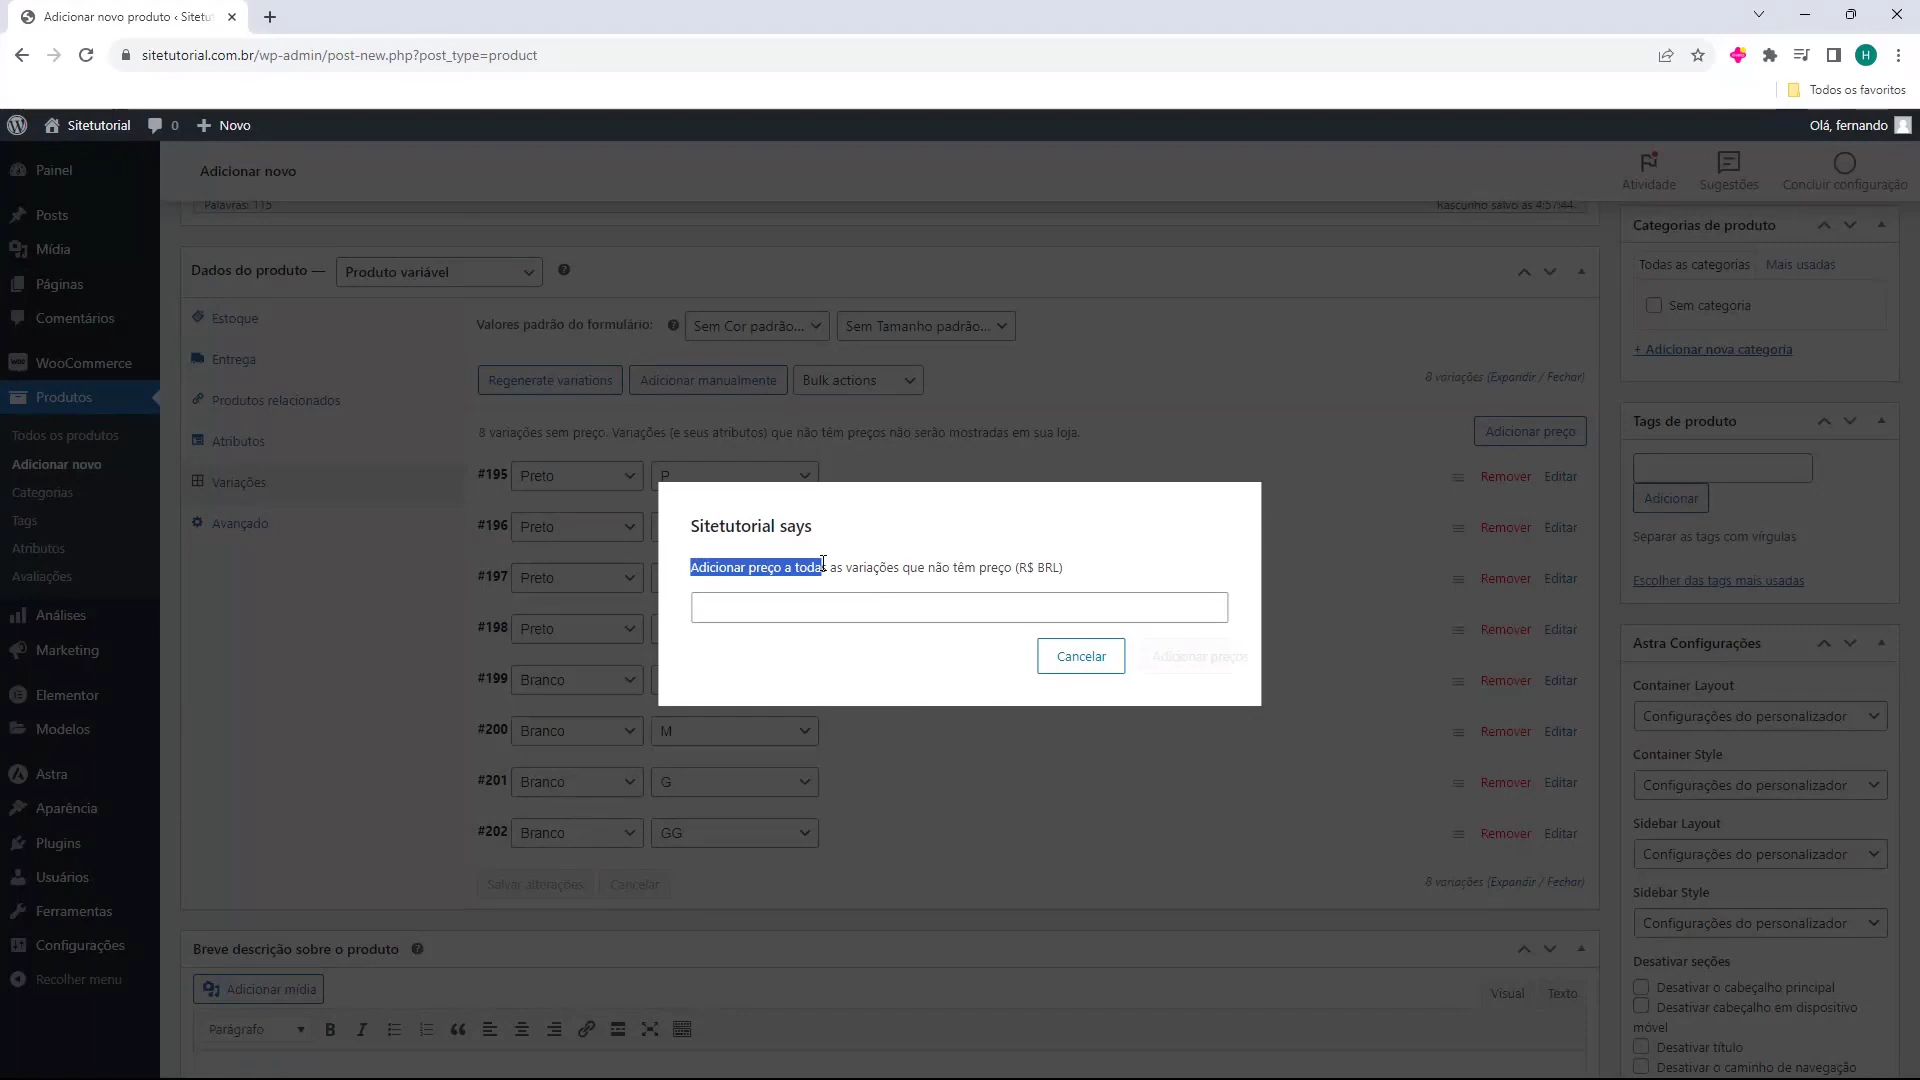 Adicionar novo produto ‹ Sitetu
sitetutorial.com.br/wp-admin/post-new.php?post_type=product
H
Todos os favoritos
Sitetutorial
0
Novo
Olá, fernando
Painel
Posts
Mídia
Páginas
Comentários
WooCommerce
Produtos
Todos os produtos
Adicionar novo
Categorias
Tags
Atributos
Avaliações
Análises
Marketing
Elementor
Modelos
Astra
Aparência
Plugins
Usuários
Ferramentas
Configurações
Recolher menu
Adicionar novo
Atividade
Sugestões
Concluir configuração
Palavras: 115
Rascunho salvo às 4:57:44.
Dados do produto —
Produto variável
Estoque
Entrega
Produtos relacionados
Atributos
Variações
Avançado
Valores padrão do formulário:
Sem Cor padrão...
Sem Tamanho padrão...
Regenerate variations
Adicionar manualmente
Bulk actions
8 variações (Expandir / Fechar)
8 variações sem preço. Variações (e seus atributos) que não têm preços não serão mostradas em sua loja.
Adicionar preço
#195 Preto P Remover Editar
#196 Preto Remover Editar
#197 Preto Remover Editar
#198 Preto Remover Editar
#199 Branco Remover Editar
#200 Branco M Remover Editar
#201 Branco G Remover Editar
#202 Branco GG Remover Editar
Salvar alterações
Cancelar
8 variações (Expandir / Fechar)
Sitetutorial says
Adicionar preço a todas as variações que não têm preço (R$ BRL)
Cancelar
Adicionar preços
Breve descrição sobre o produto
Adicionar mídia
Visual
Texto
Parágrafo
B
I
Categorias de produto
Todas as categorias
Mais usadas
Sem categoria
+ Adicionar nova categoria
Tags de produto
Adicionar
Separar as tags com vírgulas
Escolher das tags mais usadas
Astra Configurações
Container Layout
Configurações do personalizador
Container Style
Configurações do personalizador
Sidebar Layout
Configurações do personalizador
Sidebar Style
Configurações do personalizador
Desativar seções
Desativar o cabeçalho principal
Desativar cabeçalho em dispositivo
móvel
Desativar título
Desativar o caminho de navegação